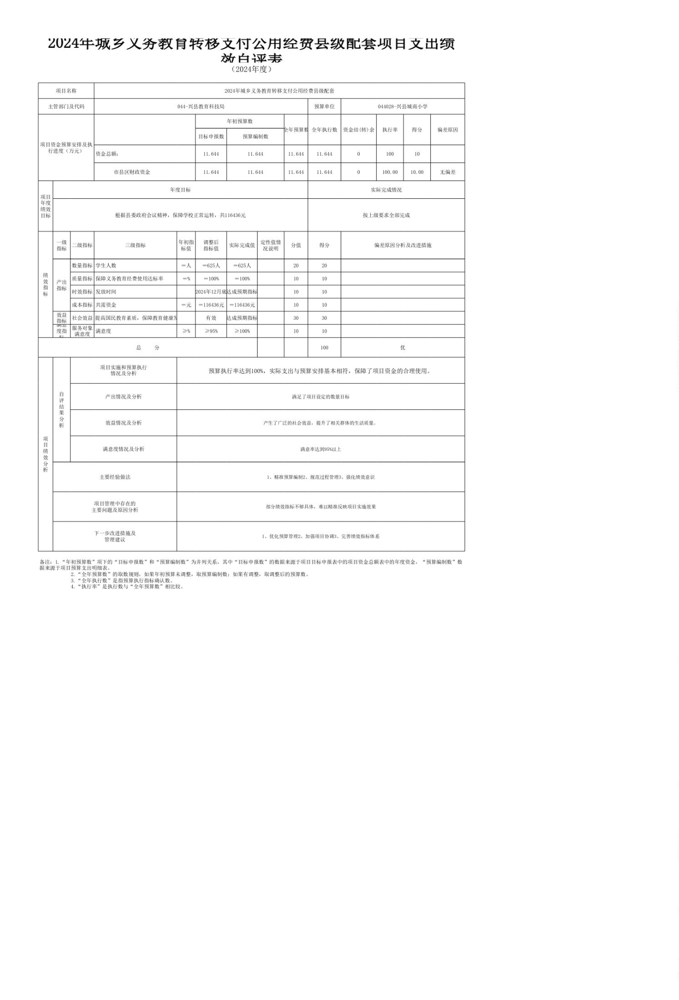 2024年城乡义务教育转移支付公用经费县级配套项目支出绩
效自评表
（2024年度）
项目名称 2024年城乡义务教育转移支付公用经费县级配套
主管部门及代码 044-兴县教育科技局 预算单位 044028-兴县城南小学
项目资金预算安排及执
行进度（万元）
年初预算数
全年预算数 全年执行数 资金结(转)余 执行率 得分 偏差原因
目标申报数 预算编制数
资金总额: 11.644 11.644 11.644 11.644 0 100 10
市县区财政资金 11.644 11.644 11.644 11.644 0 100.00 10.00 无偏差
项目
年度
绩效
目标
年度目标 实际完成情况
根据县委政府会议精神，保障学校正常运转，共116436元 按上级要求全部完成
绩
效
指
标
一级
指标
二级指标 三级指标
年初指
标值
调整后
指标值
实际完成值
定性值情
况说明
分值 得分 偏差原因分析及改进措施
产出
指标
数量指标 学生人数 ＝人 ＝625人 ＝625人 20 20
质量指标 保障义务教育经费使用达标率 ＝% ＝100% ＝100% 10 10
时效指标 发放时间 2024年12月底 达成预期指标 10 10
成本指标 共需资金 ＝元 ＝116436元 ＝116436元 10 10
效益
指标
社会效益 提高国民教育素质，保障教育健康发 有效 达成预期指标 30 30
满意
度指
标
服务对象
满意度
满意度 ≥% ≥95% ≥100% 10 10
总 分 100 优
项
目
绩
效
分
析
自
评
结
果
分
析
项目实施和预算执行
情况及分析
预算执行率达到100%，实际支出与预算安排基本相符，保障了项目资金的合理使用。
产出情况及分析 满足了项目设定的数量目标
效益情况及分析 产生了广泛的社会效益，提升了相关群体的生活质量。
满意度情况及分析 满意率达到95%以上
主要经验做法 1、精准预算编制2、规范过程管理3、强化绩效意识
项目管理中存在的
主要问题及原因分析
部分绩效指标不够具体，难以精准反映项目实施效果
下一步改进措施及
管理建议
1、优化预算管理2、加强项目协调3、完善绩效指标体系
备注：1.“年初预算数”项下的“目标申报数”和“预算编制数”为并列关系，其中“目标申报数”的数据来源于项目目标申报表中的项目资金总额表中的年度资金，“预算编制数”数
据来源于项目预算支出明细表。
2.“全年预算数”的取数规则，如果年初预算未调整，取预算编制数；如果有调整，取调整后的预算数。
3.“全年执行数”是指预算执行指标确认数。
4.“执行率”是执行数与“全年预算数”相比较。